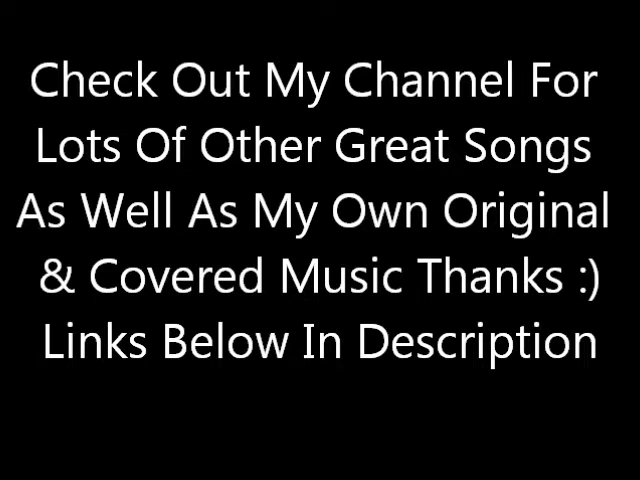 Check Out My Channel For
Lots Of Other Great Songs
As Well As My Own Original
& Covered Music Thanks :)
Links Below In Description